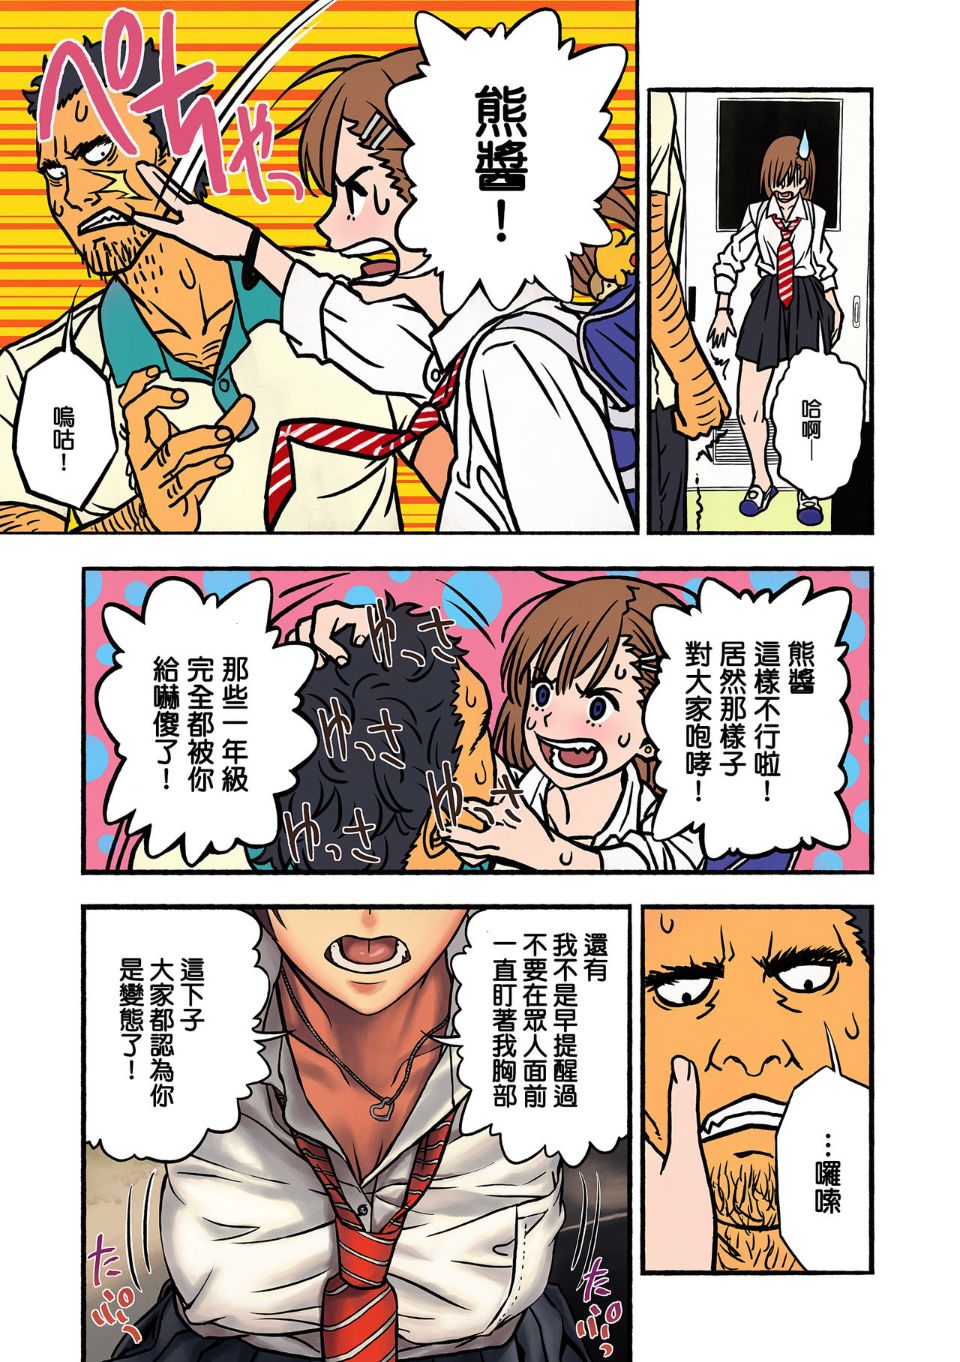 哈啊─
熊醬！
ペちゃっ
嗚咕！
熊醬
這樣不行啦！
居然那樣子
對大家咆哮！
ゆっさ
ゆっさ
ゆっさ
ゆっさ
那些一年級
完全都被你
給嚇傻了！
…囉嗦
還有
我不是早提醒過
不要在眾人面前
一直盯著我胸部
這下子
大家都認為你
是變態了！
たぷっ
たぷっ